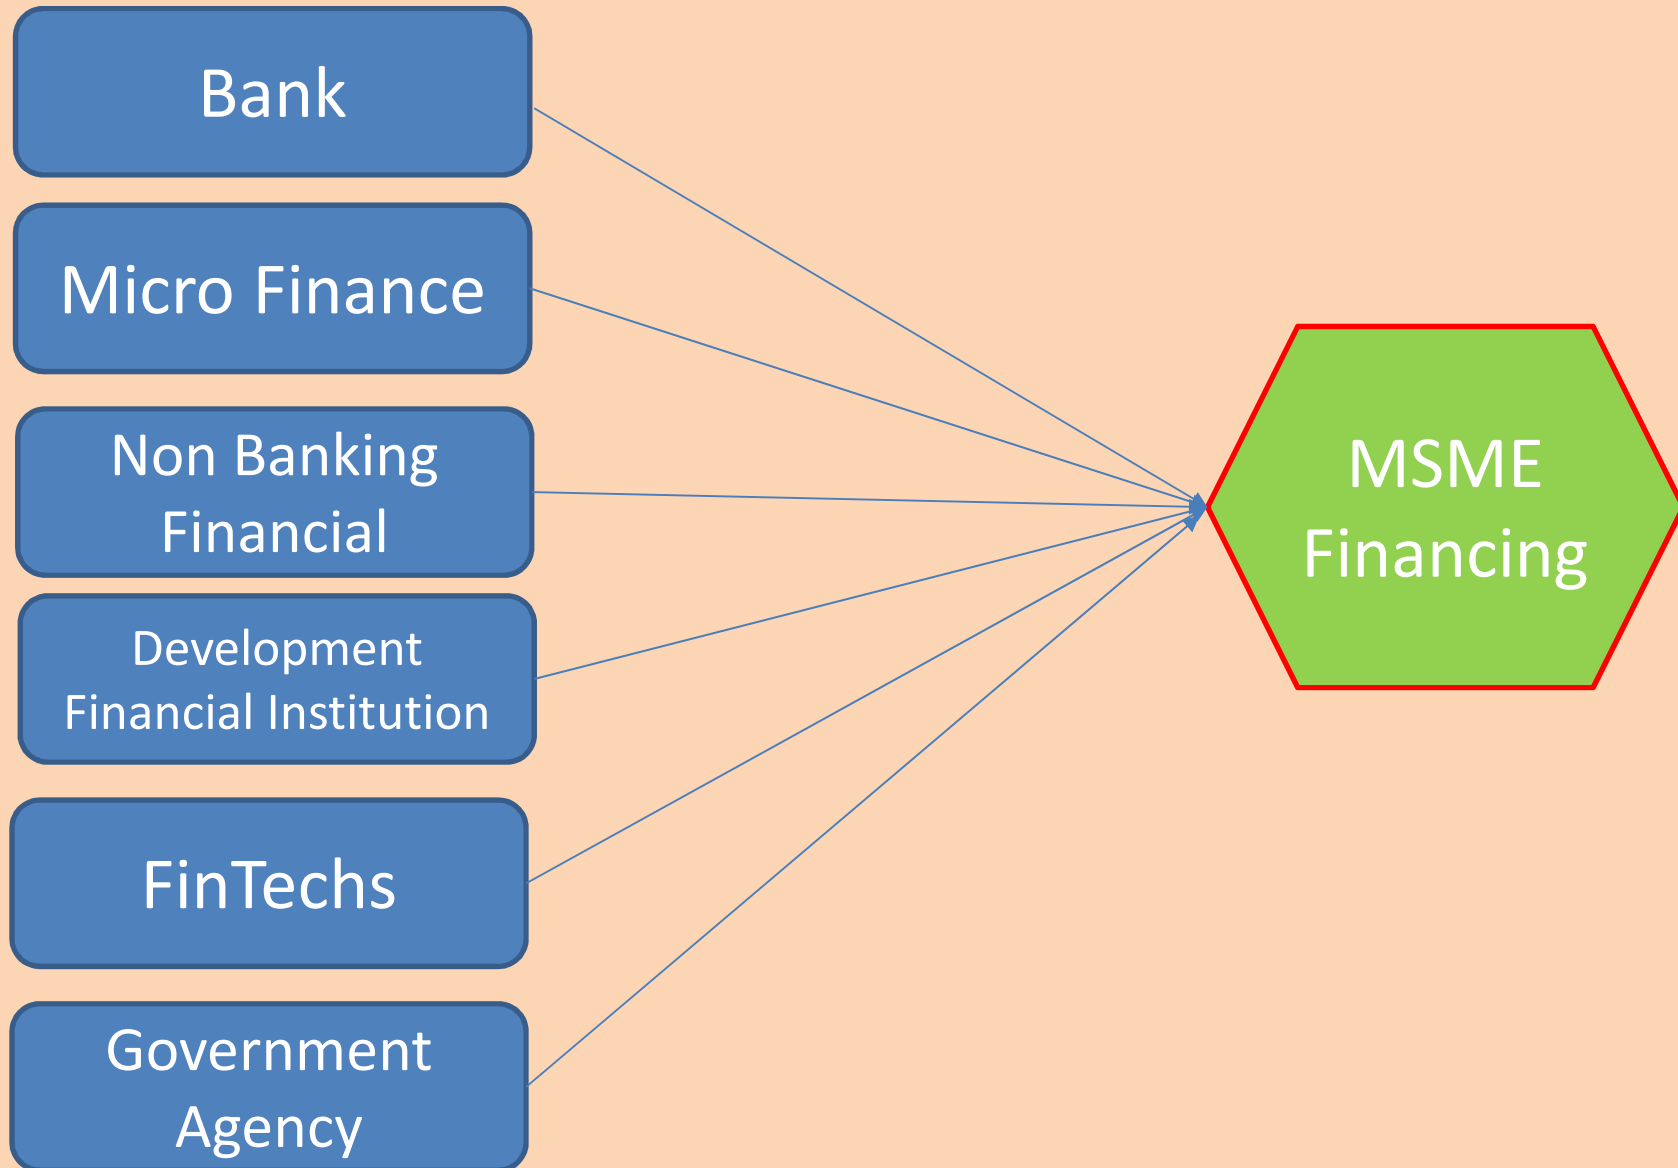 Bank
Micro Finance
Non Banking
Financial
Development
Financial Institution
FinTechs
Government
Agency
MSME
Financing